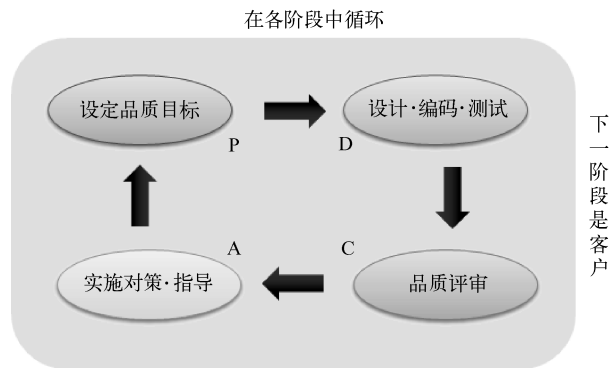 在各阶段中循环
设定品质目标
设计·编码·测试
P
D
下一阶段是客户
A
C
实施对策·指导
品质评审